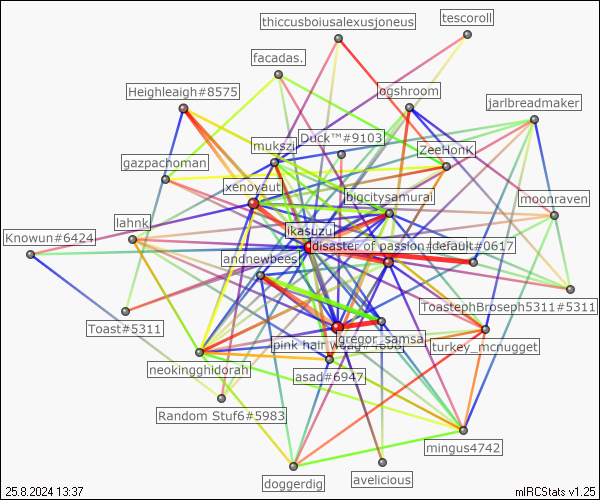 thiccusboiusalexusjoneus
tescoroll
facadas.
Heighleaigh#8575
ogshroom
jarlbreadmaker
Duck™#9103
mukszi
ZeeHonK
gazpachoman
xenovaut
bigcitysamurai
moonraven
lahnk
ikasuzu
Knowun#6424
disaster of passion#default#0617
andnewbees
ToastephBroseph5311#5311
Toast#5311
gregor_samsa
pink hair
turkey_mcnugget
neokingghidorah
asad#6947
Random Stuf6#5983
mingus4742
doggerdig
avelicious
25.8.2024 13:37
mIRCStats v1.25